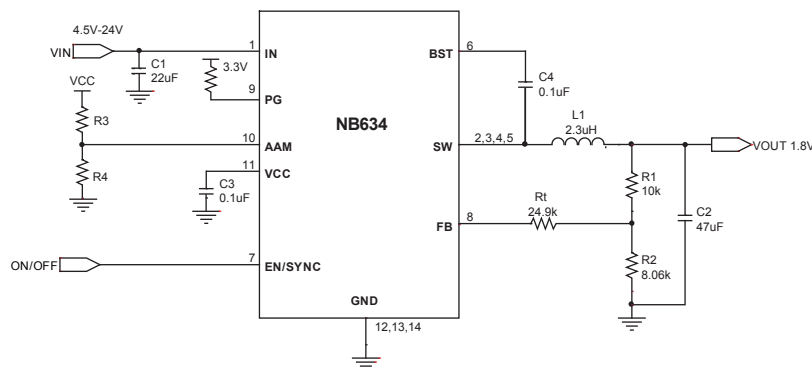 4.5V-24V
VIN
C1
22uF
1
IN
3.3V
9
PG
VCC
R3
R4
10
AAM
11
VCC
C3
0.1uF
ON/OFF
7
EN/SYNC
NB634
GND
12,13,14
BST
6
C4
0.1uF
SW
2,3,4,5
L1
2.3uH
VOUT 1.8V
R1
10k
Rt
24.9k
FB
8
R2
8.06k
C2
47uF